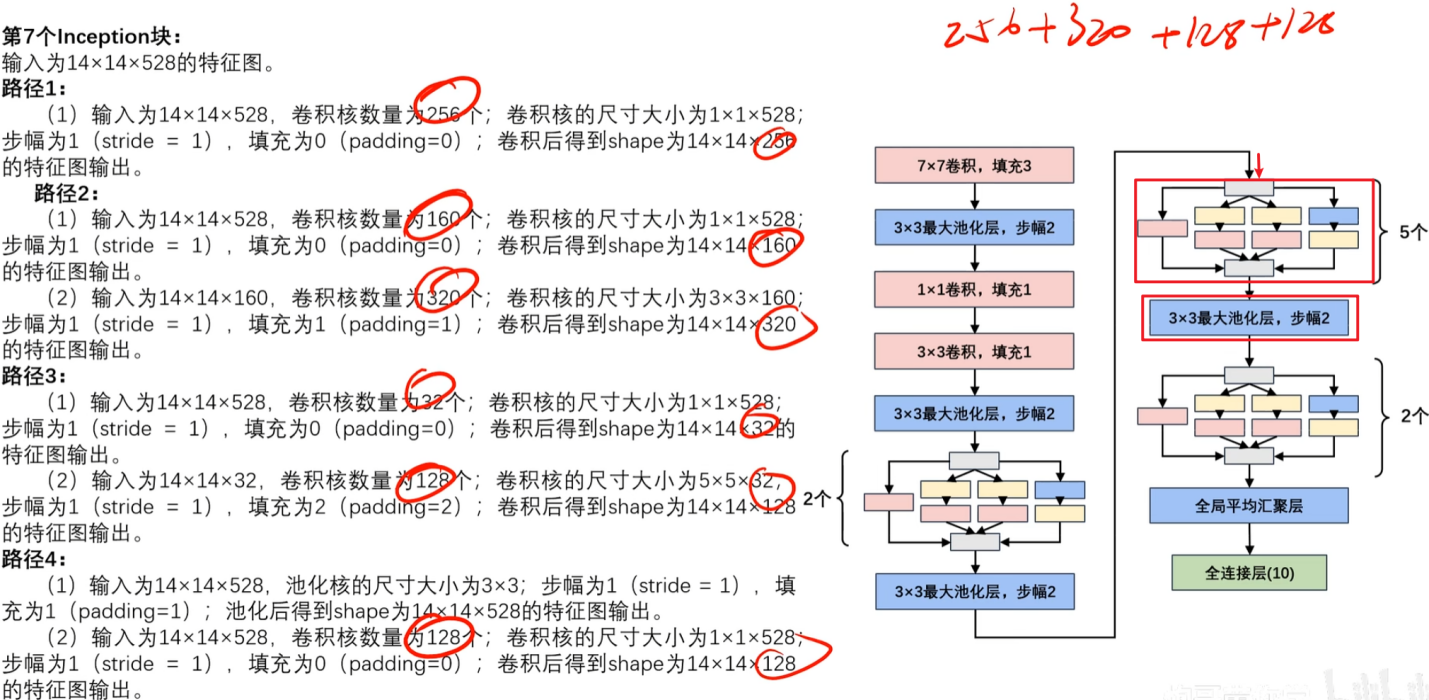 256+320+128+128
第7个Inception块：
输入为14×14×528的特征图。
路径1：
（1）输入为14×14×528，卷积核数量为256个；卷积核的尺寸大小为1×1×528；
步幅为1（stride = 1），填充为0（padding=0）；卷积后得到shape为14×14×256
的特征图输出。
路径2：
（1）输入为14×14×528，卷积核数量为160个；卷积核的尺寸大小为1×1×528；
步幅为1（stride = 1），填充为0（padding=0）；卷积后得到shape为14×14×160
的特征图输出。
（2）输入为14×14×160，卷积核数量为320个；卷积核的尺寸大小为3×3×160；
步幅为1（stride = 1），填充为1（padding=1）；卷积后得到shape为14×14×320
的特征图输出。
路径3：
（1）输入为14×14×528，卷积核数量为32个；卷积核的尺寸大小为1×1×528；
步幅为1（stride = 1），填充为0（padding=0）；卷积后得到shape为14×14×32的
特征图输出。
（2）输入为14×14×32，卷积核数量为128个；卷积核的尺寸大小为5×5×32；
步幅为1（stride = 1），填充为2（padding=2）；卷积后得到shape为14×14×128
的特征图输出。
路径4：
（1）输入为14×14×528，池化核的尺寸大小为3×3；步幅为1（stride = 1），填
充为1（padding=1）；池化后得到shape为14×14×528的特征图输出。
（2）输入为14×14×528，卷积核数量为128个；卷积核的尺寸大小为1×1×528；
步幅为1（stride = 1），填充为0（padding=0）；卷积后得到shape为14×14×128
的特征图输出。
7×7卷积，填充3
3×3最大池化层，步幅2
1×1卷积，填充1
3×3卷积，填充1
3×3最大池化层，步幅2
2个
3×3最大池化层，步幅2
5个
3×3最大池化层，步幅2
2个
全局平均汇聚层
全连接层(10)